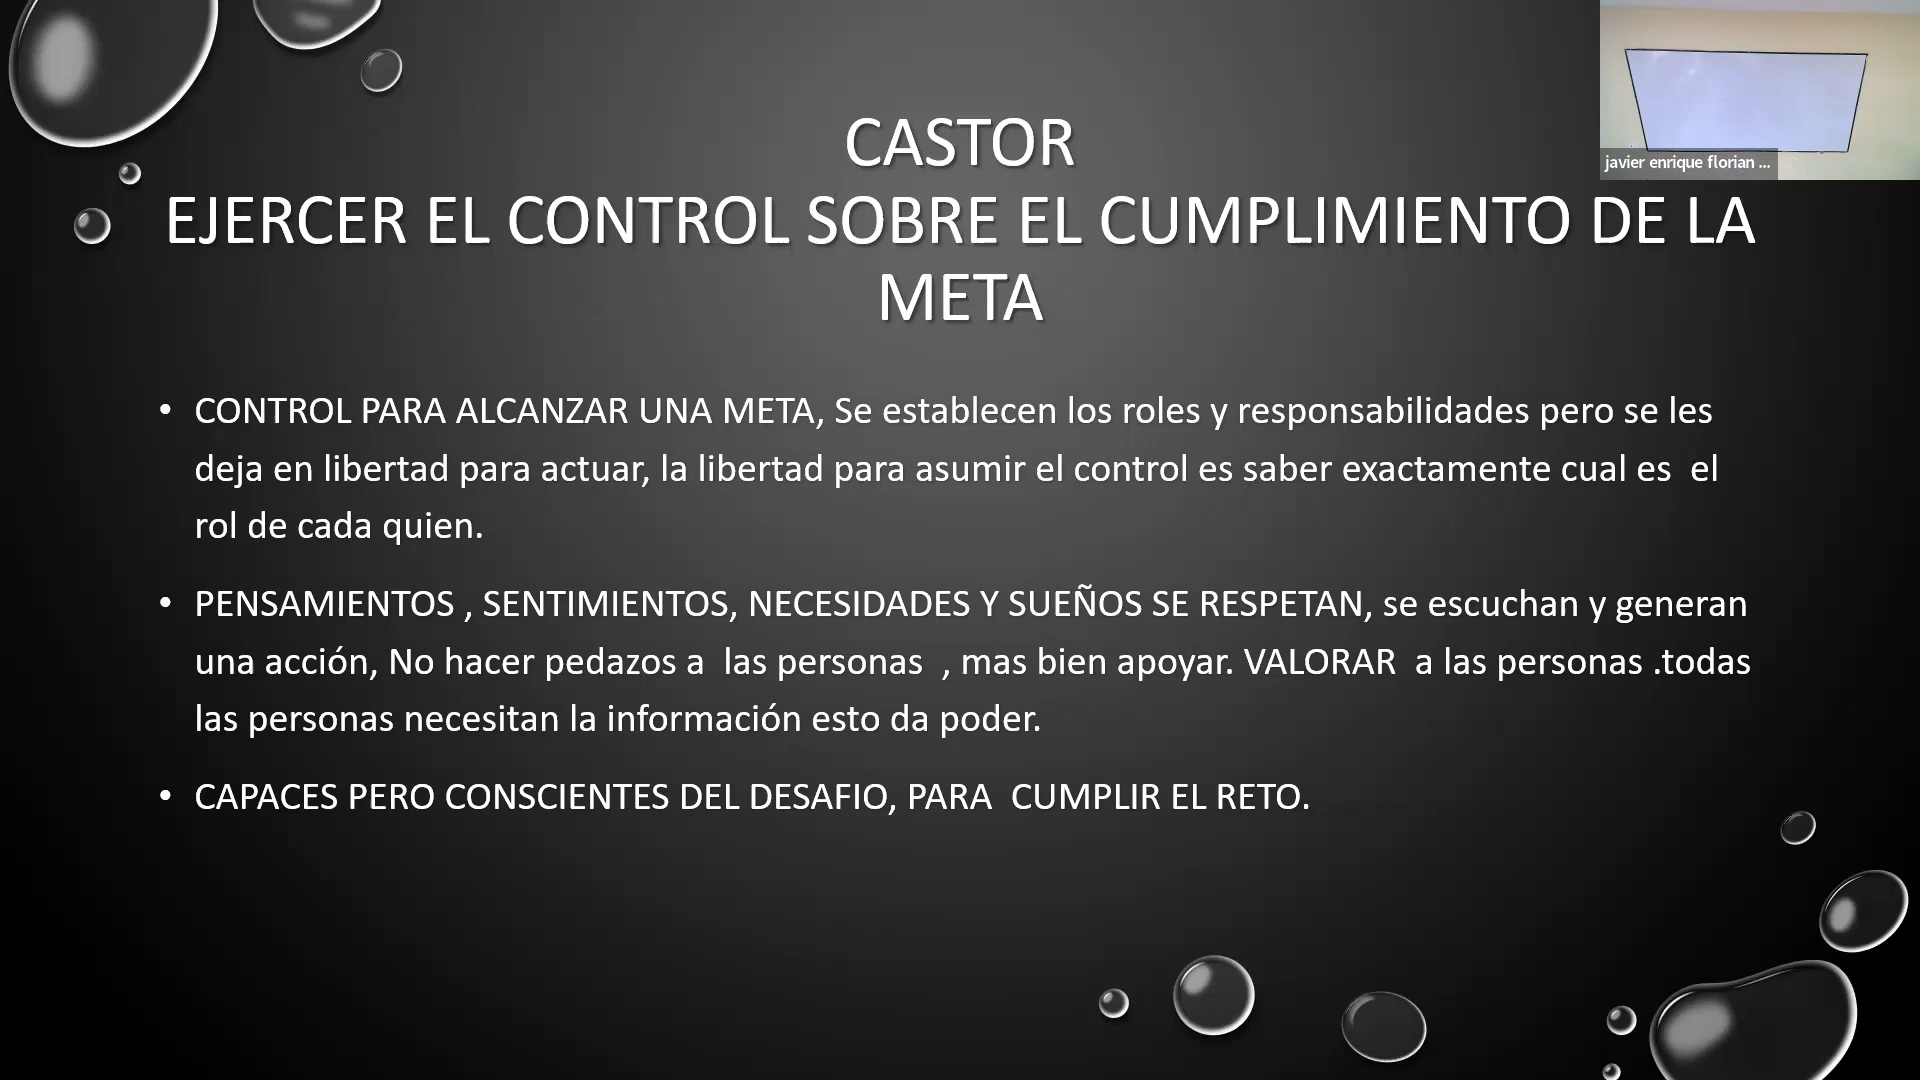 CASTOR
EJERCER EL CONTROL SOBRE EL CUMPLIMIENTO DE LA
META
javier enrique florian ...
• CONTROL PARA ALCANZAR UNA META, Se establecen los roles y responsabilidades pero se les
deja en libertad para actuar, la libertad para asumir el control es saber exactamente cual es  el
rol de cada quien.
• PENSAMIENTOS , SENTIMIENTOS, NECESIDADES Y SUEÑOS SE RESPETAN, se escuchan y generan
una acción, No hacer pedazos a  las personas  , mas bien apoyar. VALORAR  a las personas .todas
las personas necesitan la información esto da poder.
• CAPACES PERO CONSCIENTES DEL DESAFIO, PARA  CUMPLIR EL RETO.